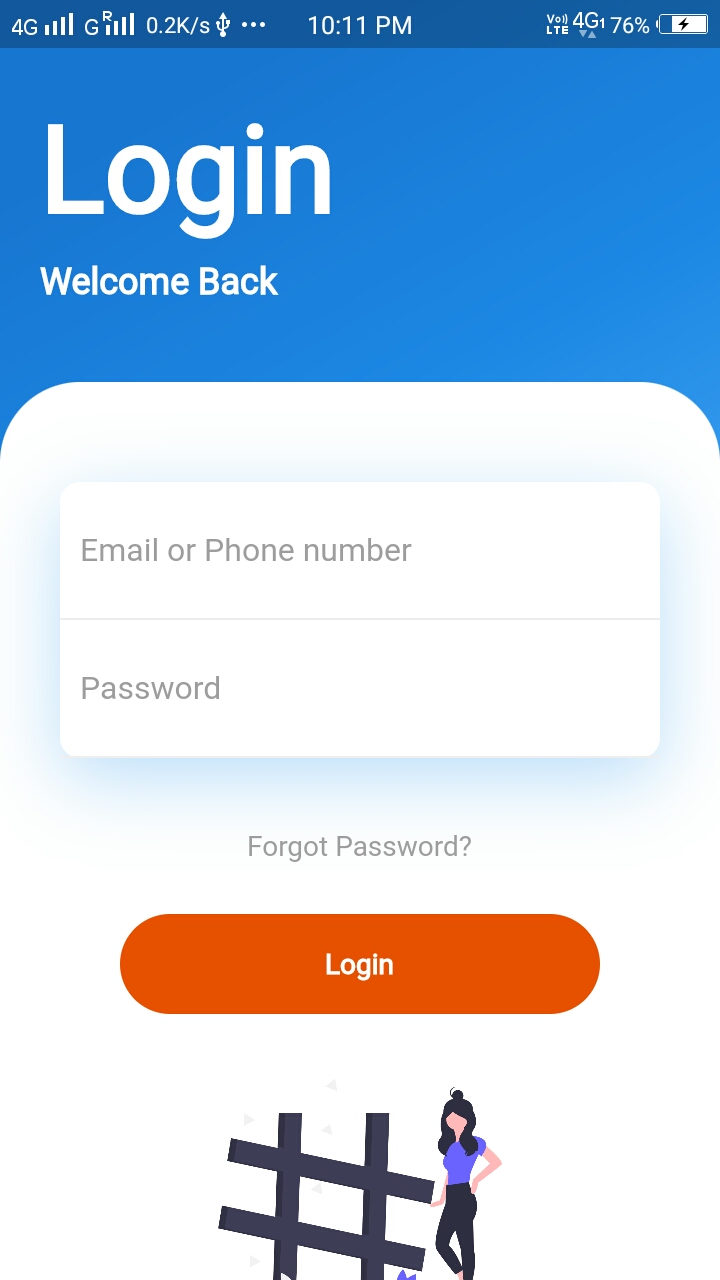 4G G R 0.2K/s ... 10:11 PM Vo)) LTE 4G1 76%
Login
Welcome Back
Email or Phone number
Password
Forgot Password?
Login